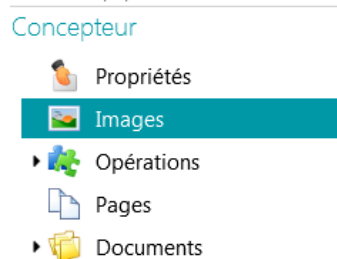 Concepteur
Propriétés
Images
Opérations
Pages
Documents